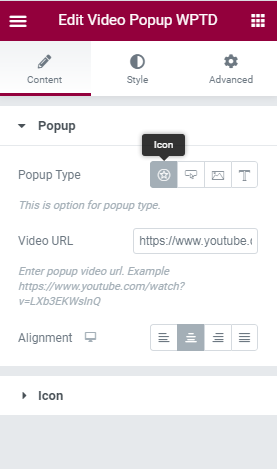 Edit Video Popup WPTD
Content
Style
Advanced
Popup
Icon
Popup Type
This is option for popup type.
Video URL
https://www.youtube.c
Enter popup video url. Example
https://www.youtube.com/watch?
v=LXb3EKWsInQ
Alignment
Icon